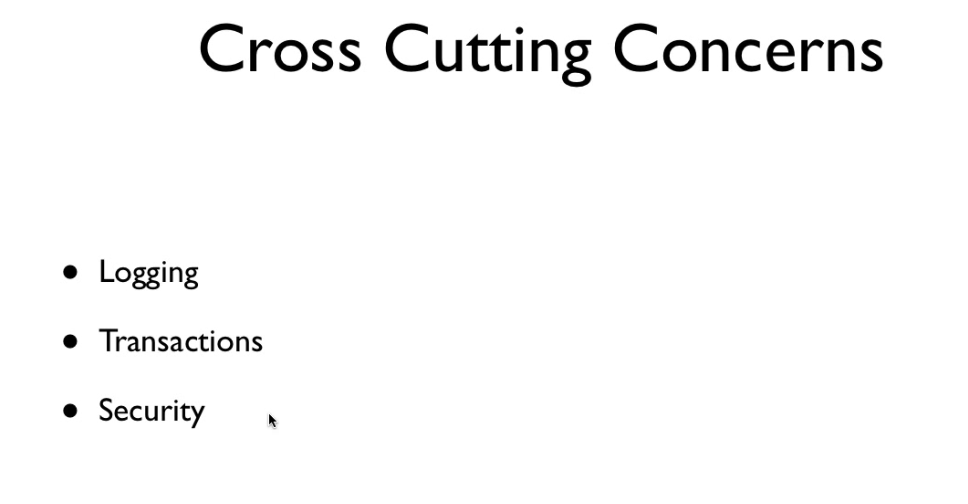 Cross Cutting Concerns
• Logging
• Transactions
• Security